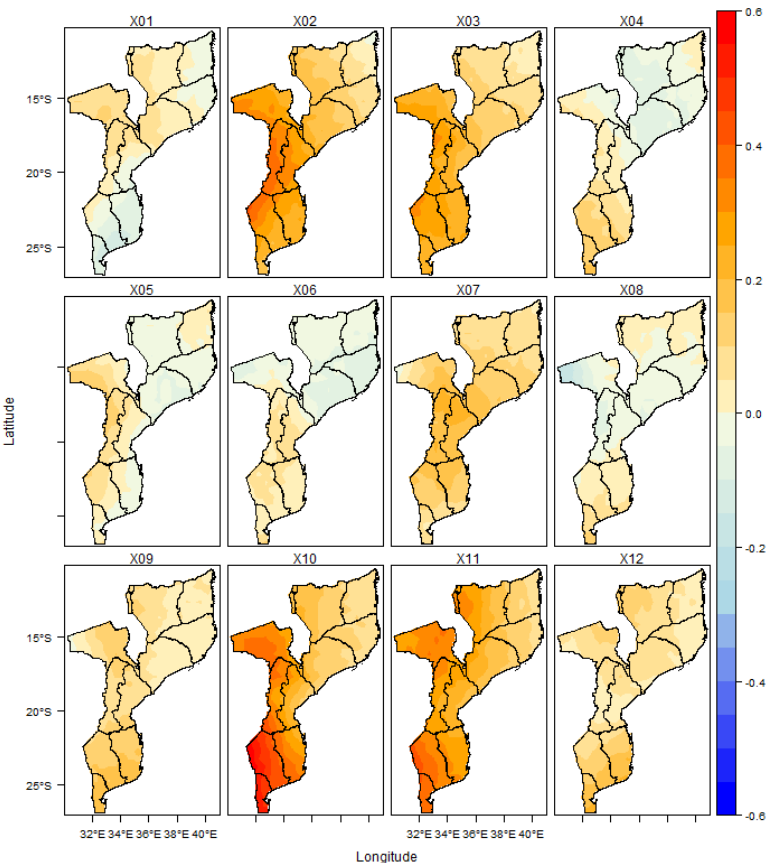 X01 X02 X03 X04
0.6
15°S
0.4
20°S
25°S
0.2
X05 X06 X07 X08
0.0
Latitude
-0.2
X09 X10 X11 X12
15°S
-0.4
20°S
25°S
-0.6
32°E 34°E 36°E 38°E 40°E 32°E 34°E 36°E 38°E 40°E
Longitude